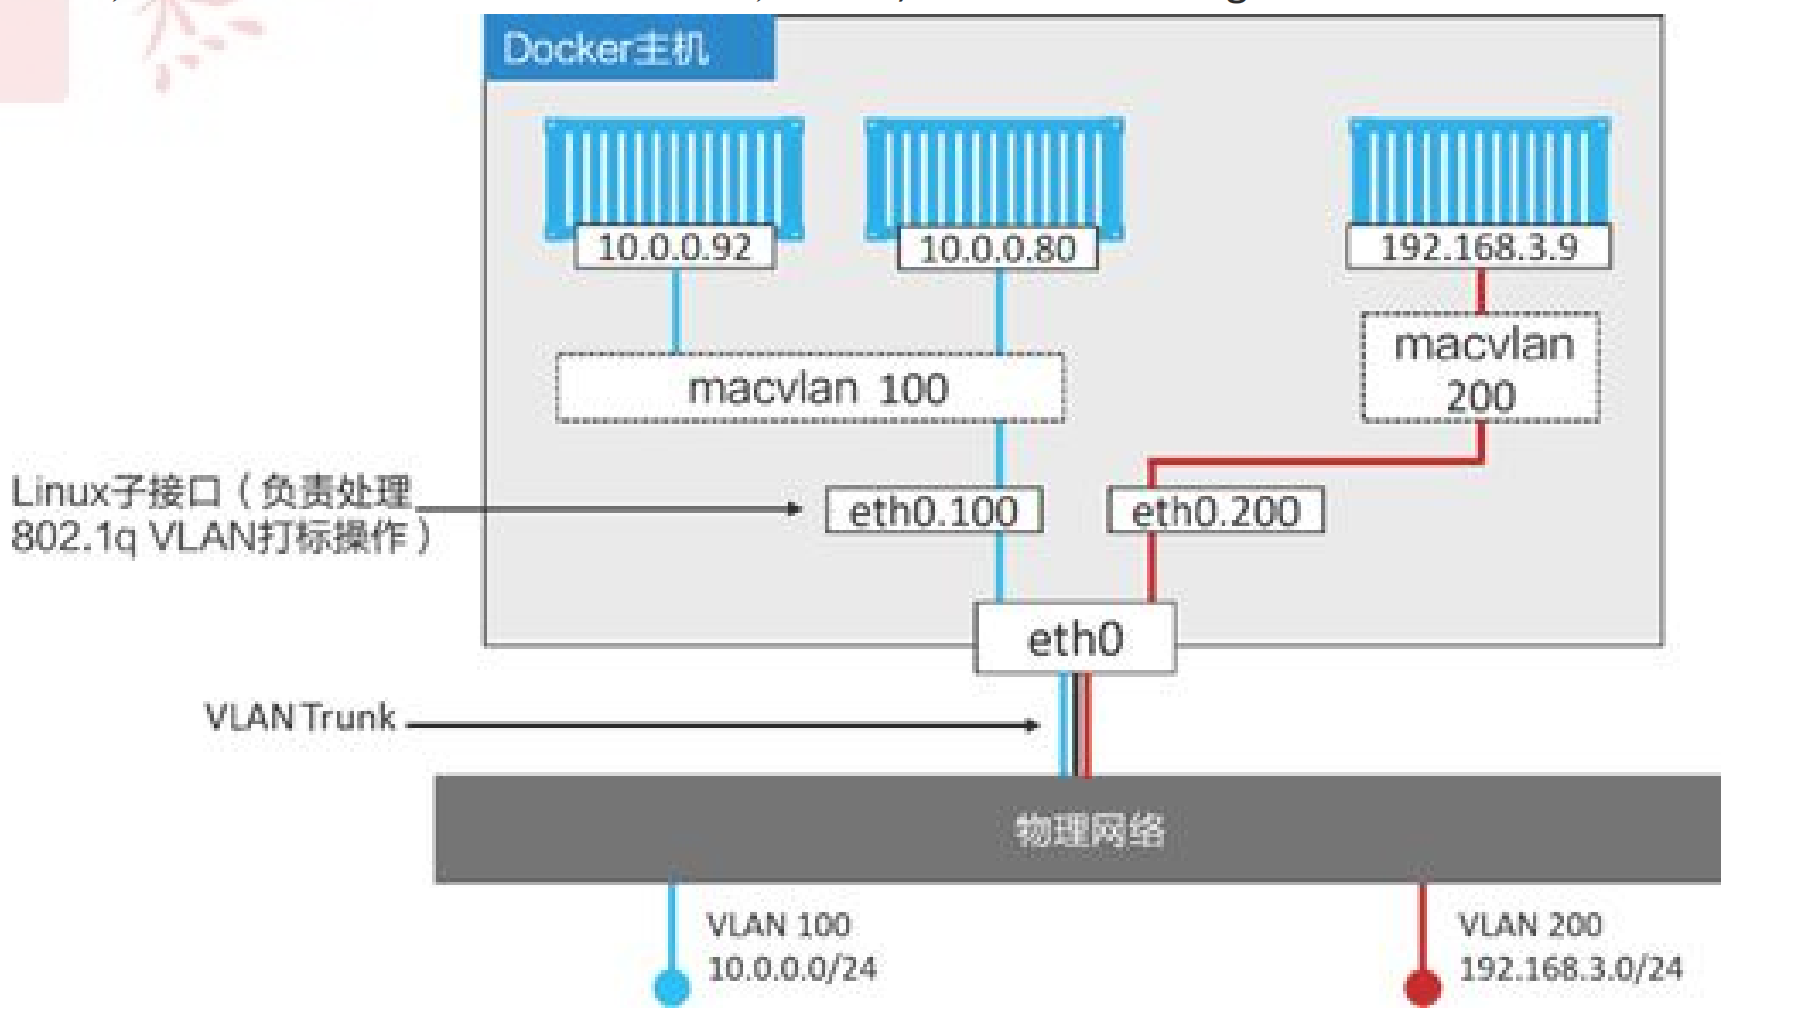 Docker主机
10.0.0.92
10.0.0.80
192.168.3.9
macvlan 100
macvlan
200
Linux子接口（负责处理
802.1q VLAN打标操作）
eth0.100
eth0.200
eth0
VLAN Trunk
物理网络
VLAN 100
10.0.0.0/24
VLAN 200
192.168.3.0/24